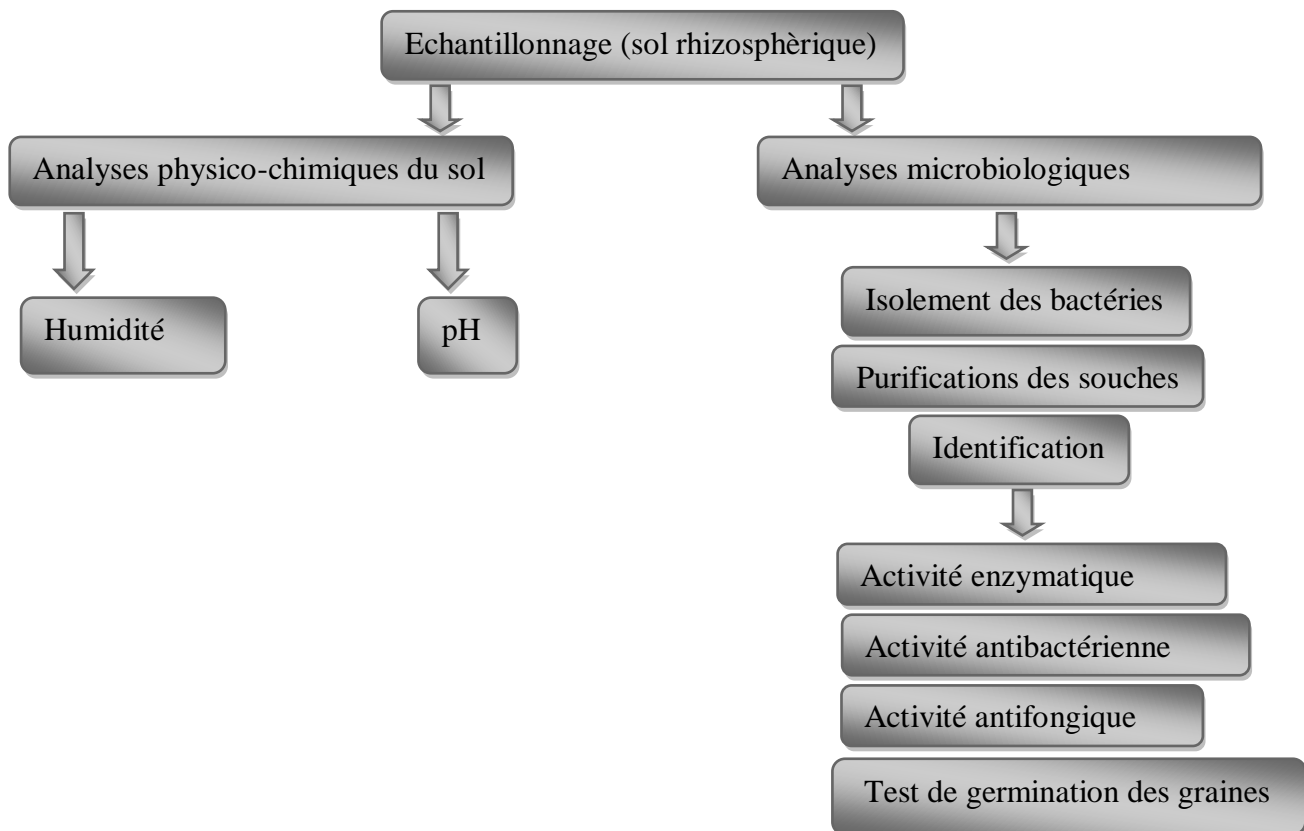 Echantillonnage (sol rhizosphèrique)
Analyses physico-chimiques du sol
Analyses microbiologiques
Humidité
pH
Isolement des bactéries
Purifications des souches
Identification
Activité enzymatique
Activité antibactérienne
Activité antifongique
Test de germination des graines